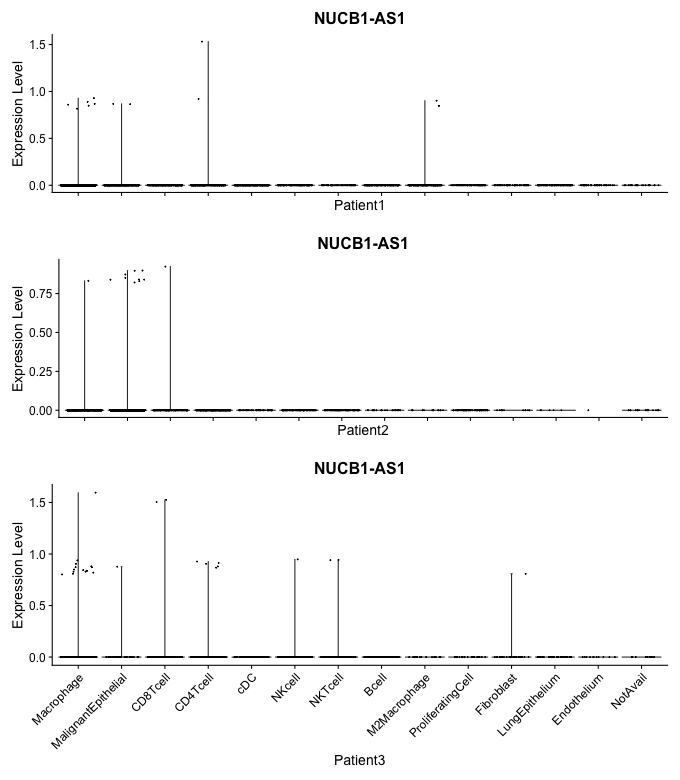 NUCB1-AS1
Expression Level
1.5
1.0
0.5
0.0
Patient1
NUCB1-AS1
Expression Level
0.75
0.50
0.25
0.00
Patient2
NUCB1-AS1
Expression Level
1.5
1.0
0.5
0.0
Macrophage
MalignantEpithelial
CD8Tcell
CD4Tcell
cDC
NKcell
NKTcell
Bcell
M2Macrophage
ProliferatingCell
Fibroblast
LungEpithelium
Endothelium
NotAvail
Patient3